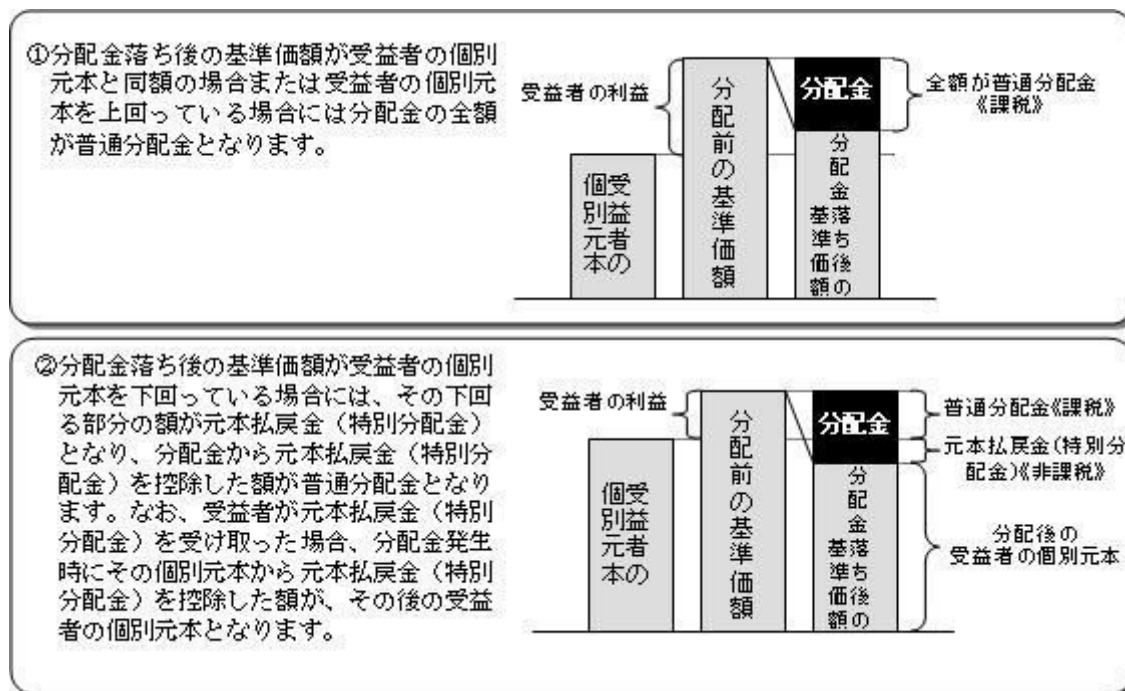 ①分配金落ち後の基準価額が受益者の個別
元本と同額の場合または受益者の個別元
本を上回っている場合には分配金の全額
が普通分配金となります。
受益者の利益
受益者の
個別元本
分配前の基準価額
分配金
分配金落ち後の
基準価額
全額が普通分配金
《課税》
②分配金落ち後の基準価額が受益者の個別
元本を下回っている場合には、その下回
る部分の額が元本払戻金（特別分配金）
となり、分配金から元本払戻金（特別分
配金）を控除した額が普通分配金となり
ます。なお、受益者が元本払戻金（特別
分配金）を受け取った場合、分配金発生
時にその個別元本から元本払戻金（特別
分配金）を控除した額が、その後の受益
者の個別元本となります。
受益者の利益
受益者の
個別元本
分配前の基準価額
分配金
分配金落ち後の
基準価額
普通分配金《課税》
元本払戻金(特別分
配金)《非課税》
分配後の
受益者の個別元本